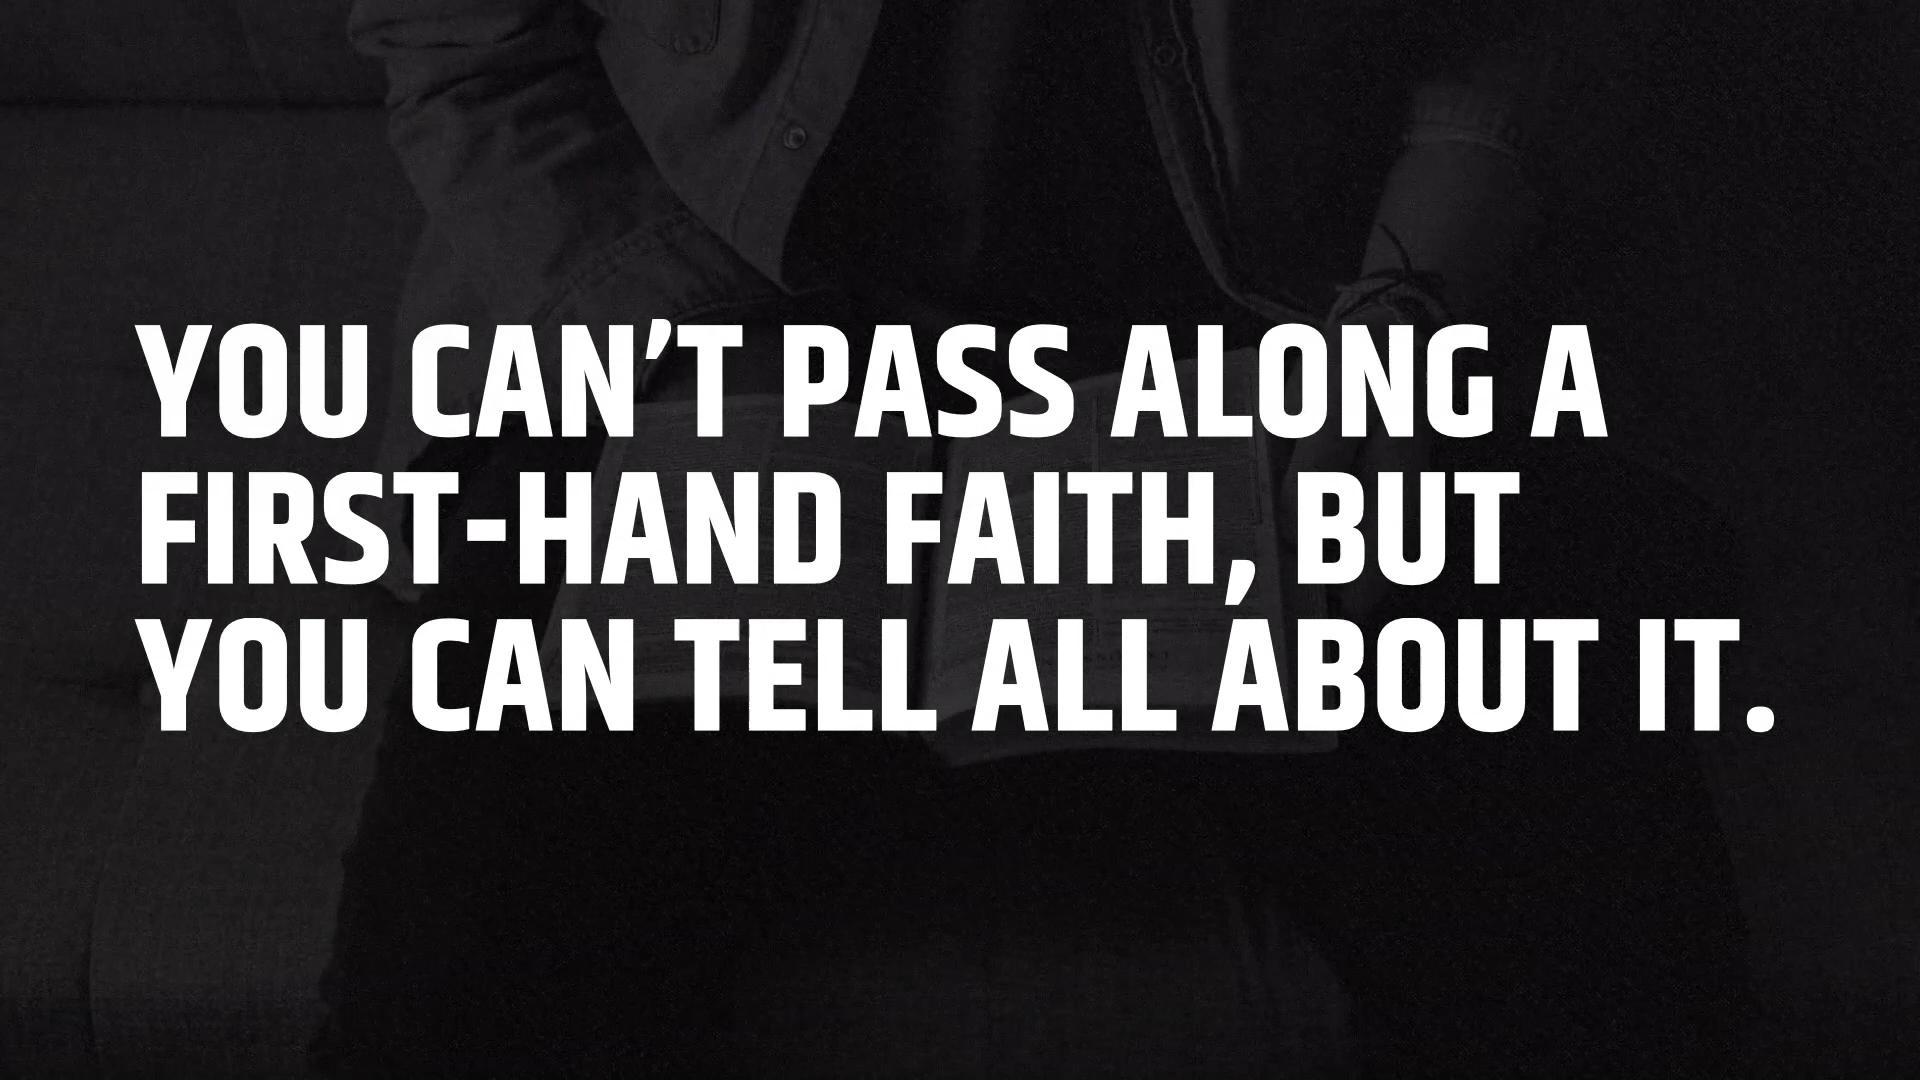 YOU CAN’T PASS ALONG A
FIRST-HAND FAITH, BUT
YOU CAN TELL ALL ABOUT IT.